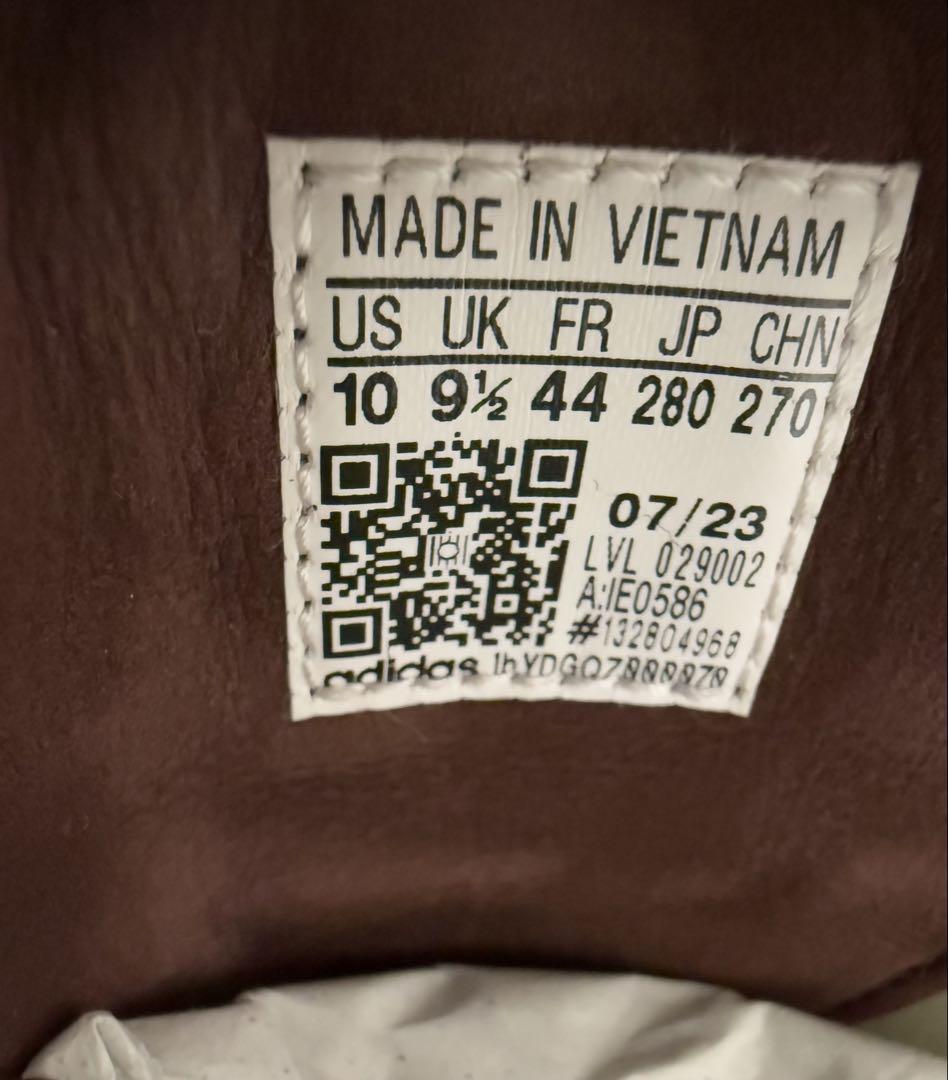 MADE IN VIETNAM
US UK FR JP CHN
10 9½ 44 280 270
07/23
LVL 029002
A:IE0586
#132804968
adidas